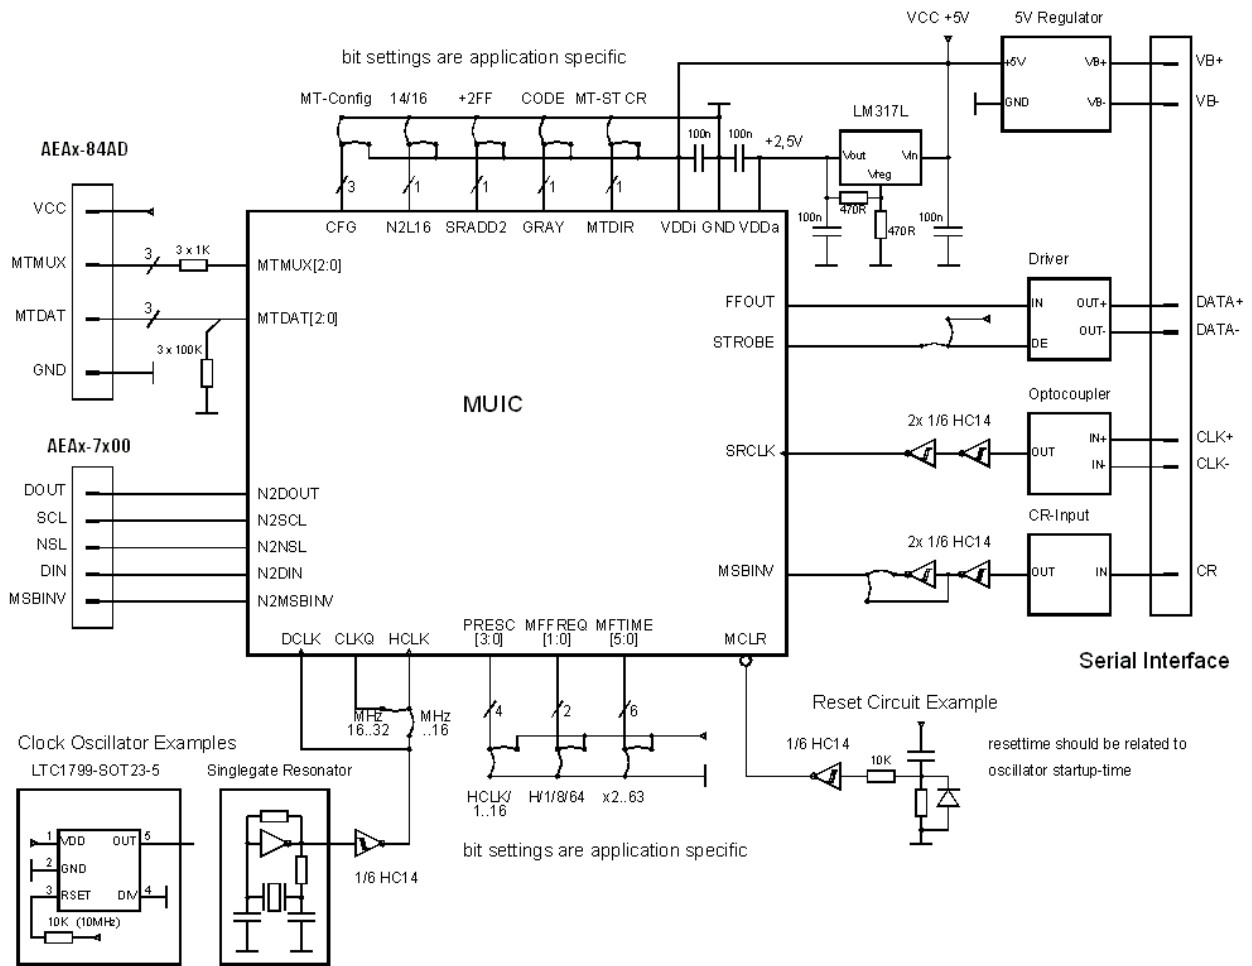 VCC +5V
5V Regulator
bit settings are application specific
+5V
VB+
VB+
MT-Config
14/16
+2FF
CODE
MT-ST CR
GND
VB-
VB-
LM317L
100n
100n
+2,5V
AEAx-84AD
Vout
Vin
Vreg
3
1
1
1
1
470R
100n
470R
100n
VCC
CFG
N2L16
SRADD2
GRAY
MTDIR
VDDi
GND
VDDa
MTMUX
3
3 x 1K
MTMUX[2:0]
Driver
MTDAT
3
MTDAT[2:0]
FFOUT
IN
OUT+
DATA+
OUT-
DATA-
STROBE
DE
3 x 100K
GND
MUIC
Optocoupler
2x 1/6 HC14
AEAx-7x00
SRCLK
OUT
IN+
CLK+
IN-
CLK-
DOUT
N2DOUT
SCL
N2SCL
CR-Input
NSL
N2NSL
2x 1/6 HC14
DIN
N2DIN
MSBINV
OUT
IN
CR
MSBINV
N2MSBINV
DCLK
CLKQ
HCLK
PRESC
[3:0]
MFFREQ
[1:0]
MFTIME
[5:0]
MCLR
Serial Interface
MHz
16..32
MHz
..16
4
2
6
Reset Circuit Example
Clock Oscillator Examples
1/6 HC14
10K
resettime should be related to
oscillator startup-time
LTC1799-SOT23-5
Singlegate Resonator
HCLK/
1..16
H/1/8/64
x2..63
1
VDD
OUT
5
2
GND
bit settings are application specific
3
RSET
DIV
4
1/6 HC14
10K (10MHz)